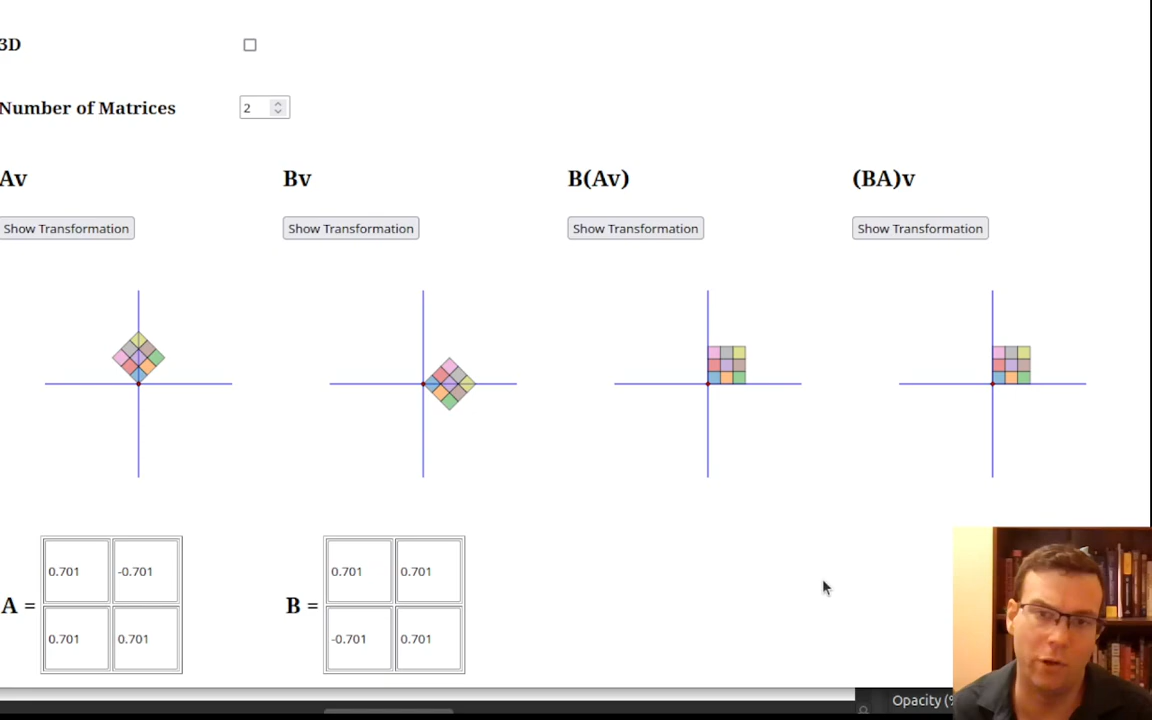 3D
Number of Matrices 2
Av Bv B(Av) (BA)v
Show Transformation Show Transformation Show Transformation Show Transformation
0.701 -0.701 0.701 0.701
A = B =
0.701 0.701 -0.701 0.701
Opacity